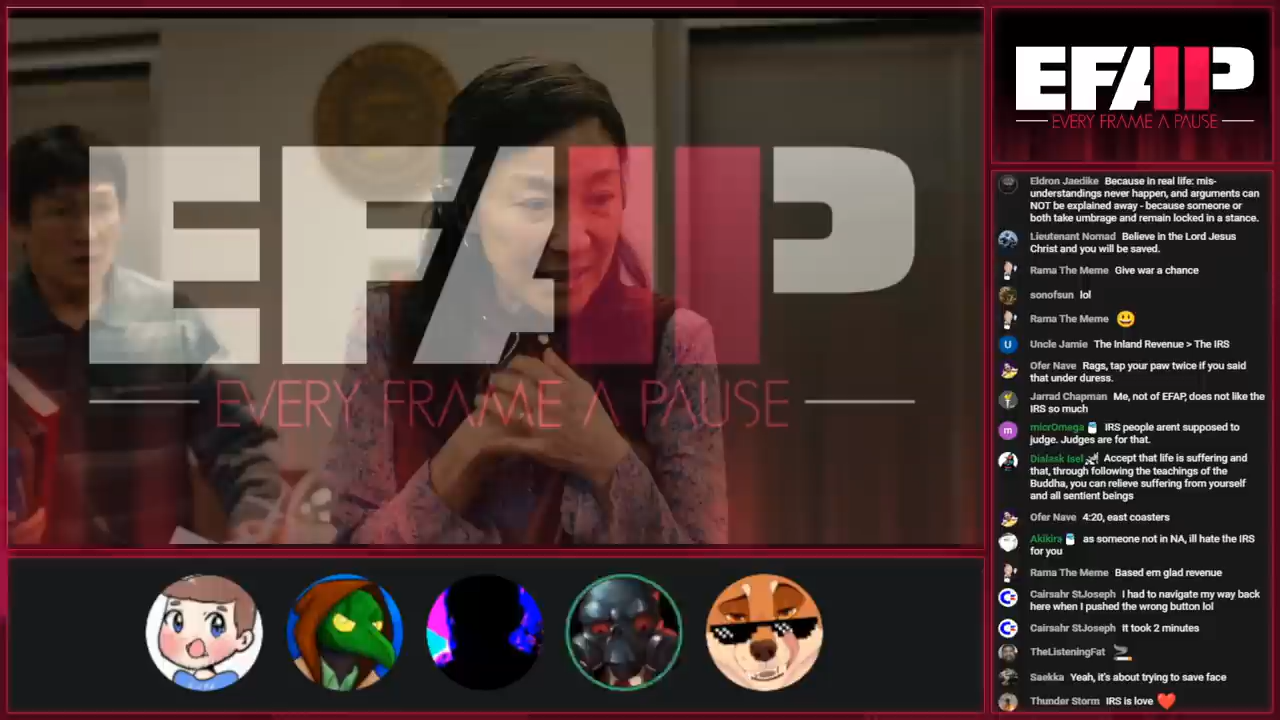 EFAP
EVERY FRAME A PAUSE
EFAP
EVERY FRAME A PAUSE
Eldron Jaedike Because in real life: mis-
understandings never happen, and arguments can
NOT be explained away - because someone or
both take umbrage and remain locked in a stance.
Lieutenant Nomad Believe in the Lord Jesus
Christ and you will be saved.
Rama The Meme Give war a chance
sonofsun lol
Rama The Meme 😃
U Uncle Jamie The Inland Revenue > The IRS
Ofer Nave Rags, tap your paw twice if you said
that under duress.
Jarrad Chapman Me, not of EFAP, does not like the
IRS so much
m micrOmega IRS people arent supposed to
judge. Judges are for that.
Dialask Isel Accept that life is suffering and
that, through following the teachings of the
Buddha, you can relieve suffering from yourself
and all sentient beings
Ofer Nave 4:20, east coasters
Akikira as someone not in NA, ill hate the IRS
for you
Rama The Meme Based em glad revenue
Cairsahr StJoseph I had to navigate my way back
here when I pushed the wrong button lol
Cairsahr StJoseph It took 2 minutes
TheListeningFat 🚬
Saekka Yeah, it's about trying to save face
Thunder Storm IRS is love ❤️